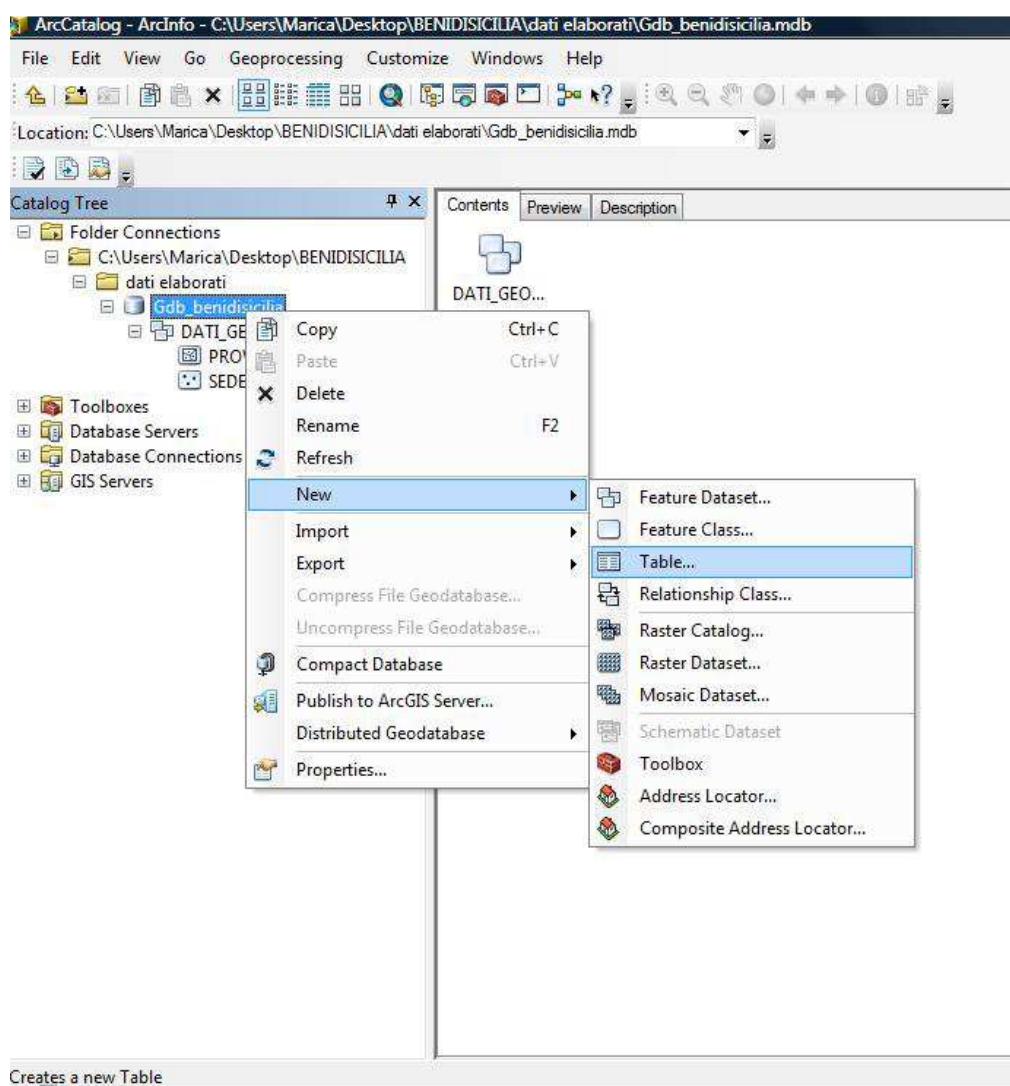 ArcCatalog - ArcInfo - C:\Users\Marica\Desktop\BENIDISICILIA\dati elaborati\Gdb_benidisicilia.mdb
File Edit View Go Geoprocessing Customize Windows Help
Location: C:\Users\Marica\Desktop\BENIDISICILIA\dati elaborati\Gdb_benidisicilia.mdb
Catalog Tree
Folder Connections
C:\Users\Marica\Desktop\BENIDISICILIA
dati elaborati
Gdb_benidisicilia
DATI_GE
PROV
SEDE
Toolboxes
Database Servers
Database Connections
GIS Servers
Contents Preview Description
DATI_GEO...
Copy Ctrl+C
Paste Ctrl+V
Delete
Rename F2
Refresh
New
Import
Export
Compress File Geodatabase...
Uncompress File Geodatabase...
Compact Database
Publish to ArcGIS Server...
Distributed Geodatabase
Properties...
Feature Dataset...
Feature Class...
Table...
Relationship Class...
Raster Catalog...
Raster Dataset...
Mosaic Dataset...
Schematic Dataset
Toolbox
Address Locator...
Composite Address Locator...
Creates a new Table